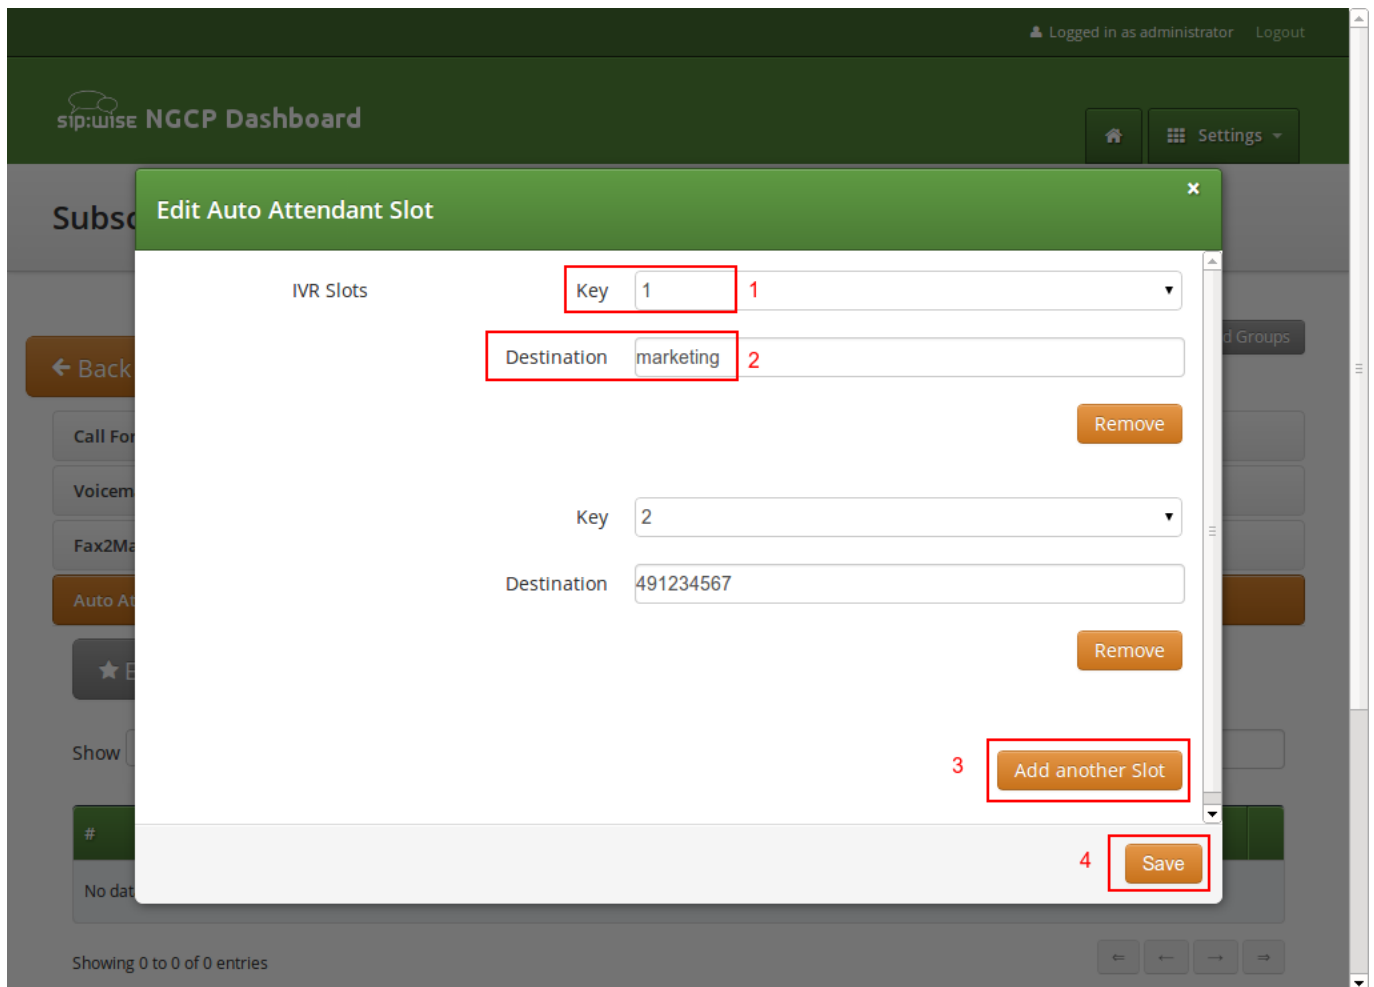 Logged in as administrator Logout
sip:wise NGCP Dashboard
Settings
Subsc
Edit Auto Attendant Slot ×
IVR Slots Key 1 1
d Groups
Destination marketing 2
Back
Remove
Call For
Voicem
Key 2
Fax2Ma
Destination 491234567
Auto At
Remove
E
Show
3 Add another Slot
#
4 Save
No dat
Showing 0 to 0 of 0 entries
⇐ ← → ⇒